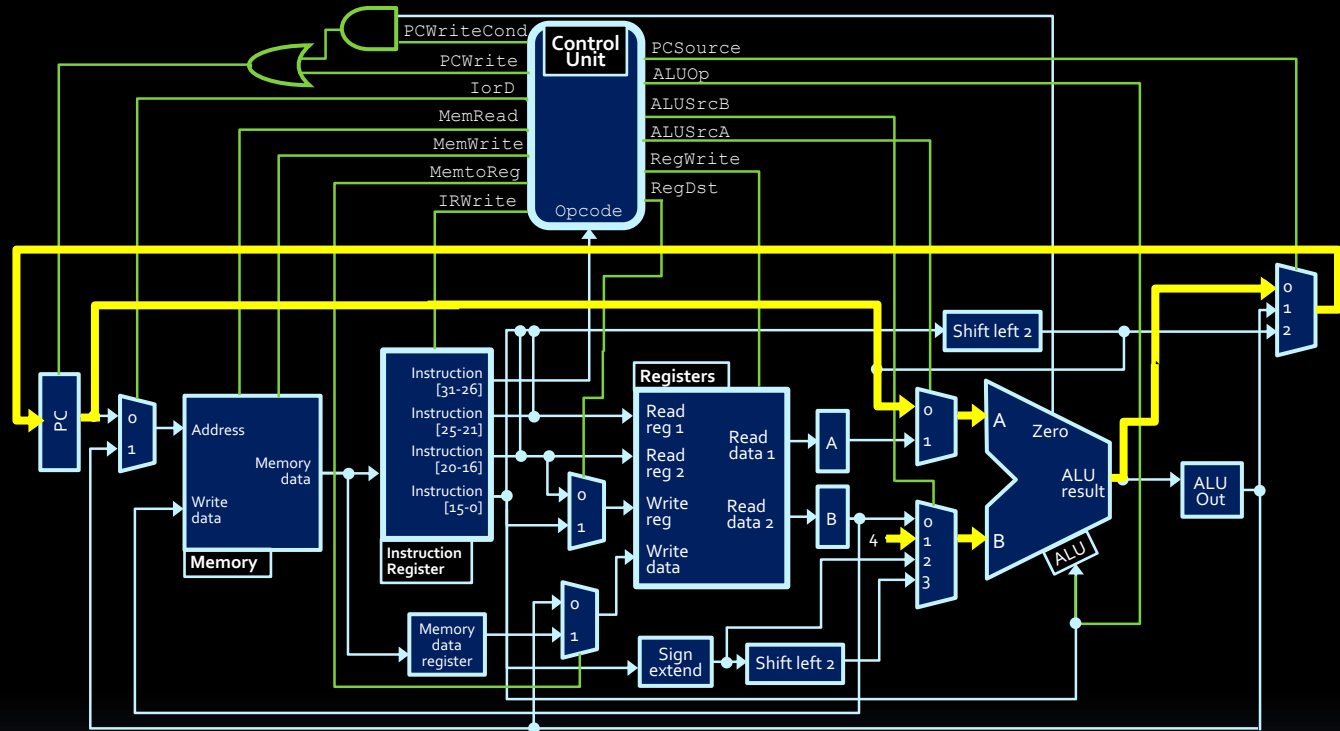 PCWriteCond
PCWrite
IorD
MemRead
MemWrite
MemtoReg
IRWrite
Control
Unit
Opcode
PCSource
ALUOp
ALUSrcB
ALUSrcA
RegWrite
RegDst
PC
0
1
Address
Memory
data
Write
data
Memory
Instruction
[31-26]
Instruction
[25-21]
Instruction
[20-16]
Instruction
[15-0]
Instruction
Register
Memory
data
register
0
1
0
1
Registers
Read
reg 1
Read
reg 2
Write
reg
Write
data
Read
data 1
Read
data 2
Sign
extend
Shift left 2
A
B
Shift left 2
0
1
4
0
1
2
3
A
B
Zero
ALU
result
ALU
ALU
Out
0
1
2